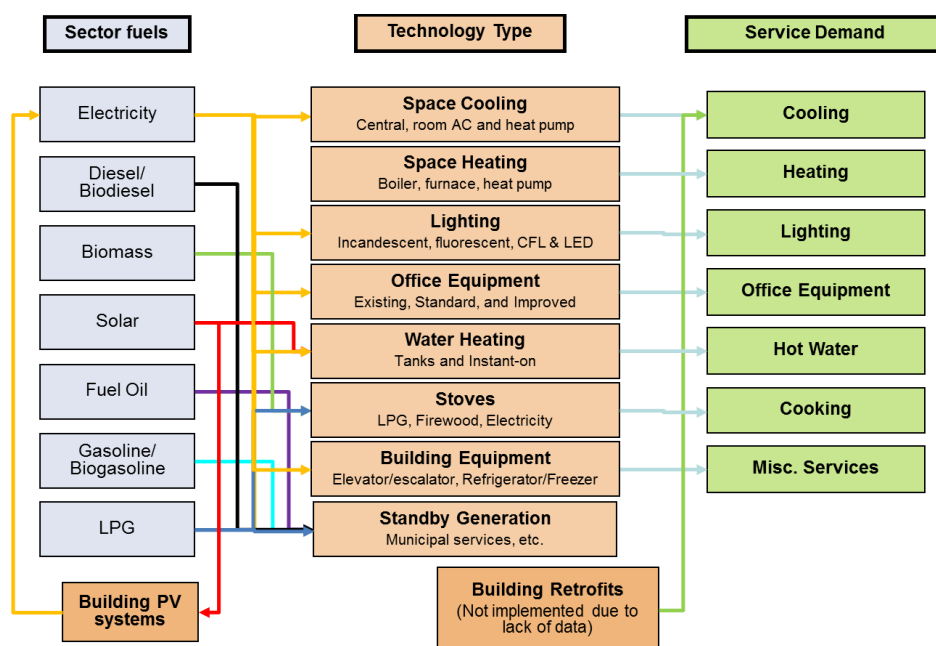 Sector fuels
Technology Type
Service Demand
Electricity
Diesel/
Biodiesel
Biomass
Solar
Fuel Oil
Gasoline/
Biogasoline
LPG
Building PV
systems
Space Cooling
Central, room AC and heat pump
Space Heating
Boiler, furnace, heat pump
Lighting
Incandescent, fluorescent, CFL & LED
Office Equipment
Existing, Standard, and Improved
Water Heating
Tanks and Instant-on
Stoves
LPG, Firewood, Electricity
Building Equipment
Elevator/escalator, Refrigerator/Freezer
Standby Generation
Municipal services, etc.
Building Retrofits
(Not implemented due to
lack of data)
Cooling
Heating
Lighting
Office Equipment
Hot Water
Cooking
Misc. Services